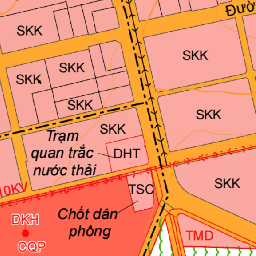 Đườ
SKK
SKK
SKK
SKK
SKK
SKK
SKK
Trạm
quan trắc
nước thải
DHT
10KV
TSC
SKK
Chốt dân
phòng
DKH
CQP
TMD